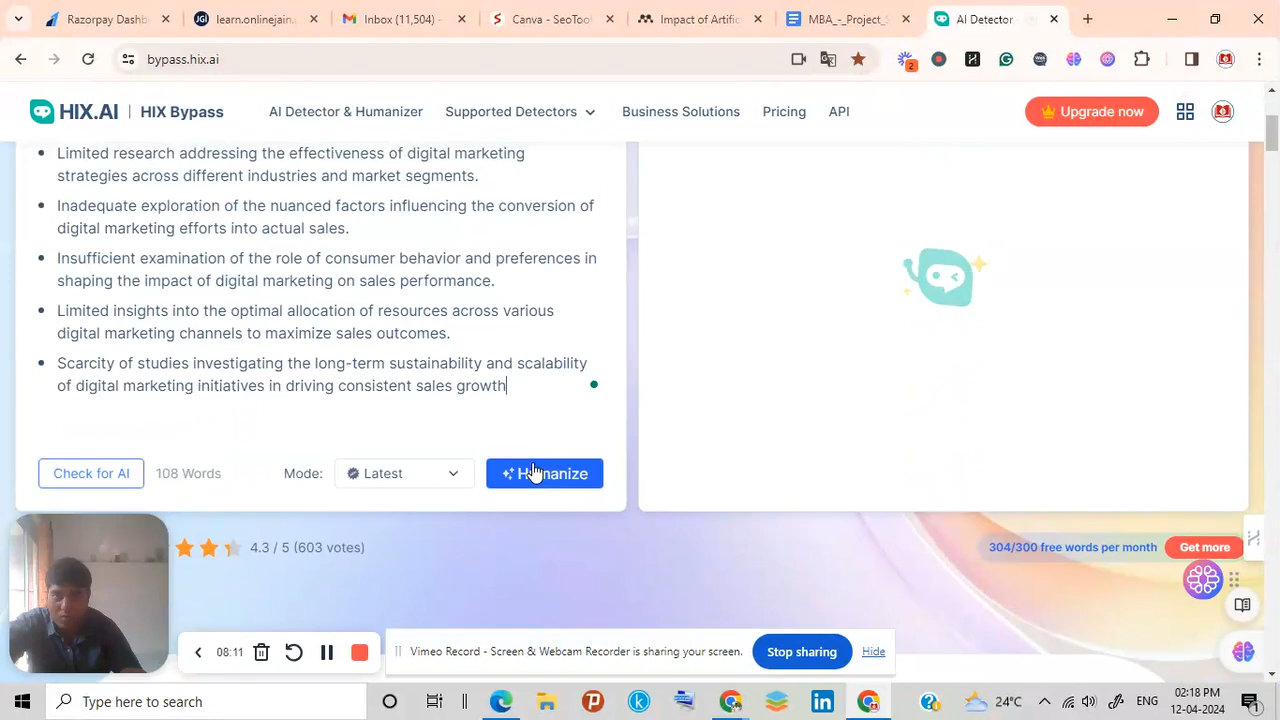 Razorpay Dashb
learn.onlinejain.
Inbox (11,504) -
Canva - SeoTool
Impact of Artific
MBA_-_Project_S
AI Detector
bypass.hix.ai
2
HIX.AI | HIX Bypass
AI Detector & Humanizer
Supported Detectors
Business Solutions
Pricing
API
Upgrade now
Limited research addressing the effectiveness of digital marketing
strategies across different industries and market segments.
Inadequate exploration of the nuanced factors influencing the conversion of
digital marketing efforts into actual sales.
Insufficient examination of the role of consumer behavior and preferences in
shaping the impact of digital marketing on sales performance.
Limited insights into the optimal allocation of resources across various
digital marketing channels to maximize sales outcomes.
Scarcity of studies investigating the long-term sustainability and scalability
of digital marketing initiatives in driving consistent sales growth
Check for AI
108 Words
Mode:
Latest
Humanize
4.3 / 5 (603 votes)
304/300 free words per month
Get more
08:11
Vimeo Record - Screen & Webcam Recorder is sharing your screen.
Stop sharing
Hide
Type here to search
24°C
ENG
02:18 PM
12-04-2024